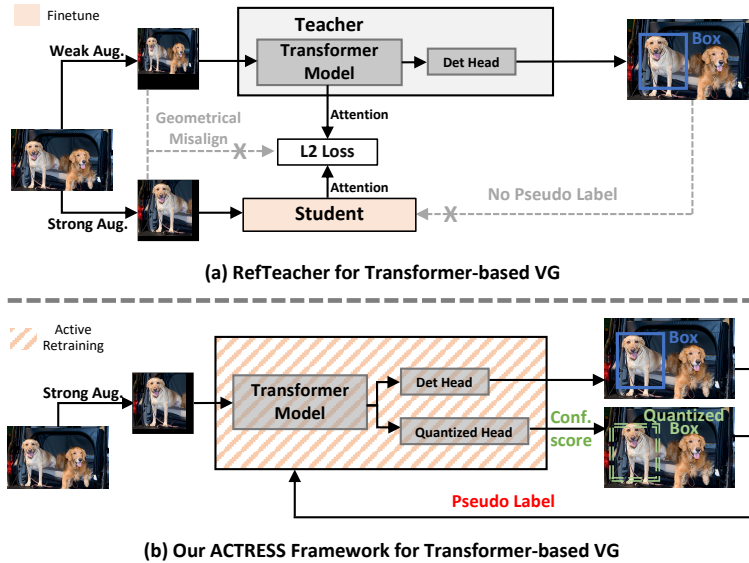 Finetune
Teacher
Weak Aug.
Transformer
Model
Det Head
Box
Attention
Geometrical
Misalign
X
L2 Loss
Attention
Student
No Pseudo Label
X
Strong Aug.
(a) RefTeacher for Transformer-based VG
Active
Retraining
Strong Aug.
Transformer
Model
Det Head
Quantized Head
Box
Conf.
score
Quantized
Box
Pseudo Label
(b) Our ACTRESS Framework for Transformer-based VG